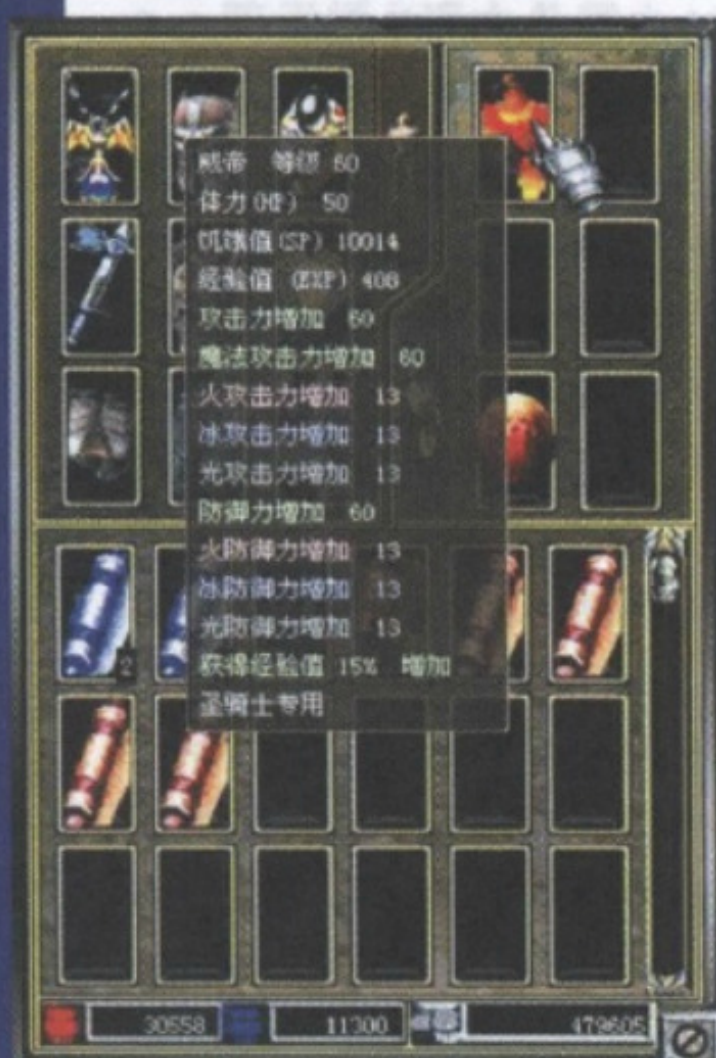 威帝 等级 60
体力(HP) 50
饥饿值(SP) 10014
经验值 (EXP) 408
攻击力增加 60
魔法攻击力增加 60
火攻击力增加 13
冰攻击力增加 13
光攻击力增加 13
防御力增加 60
火防御力增加 13
冰防御力增加 13
光防御力增加 13
获得经验值 15% 增加
圣骑士专用
2
30558 11300 479605